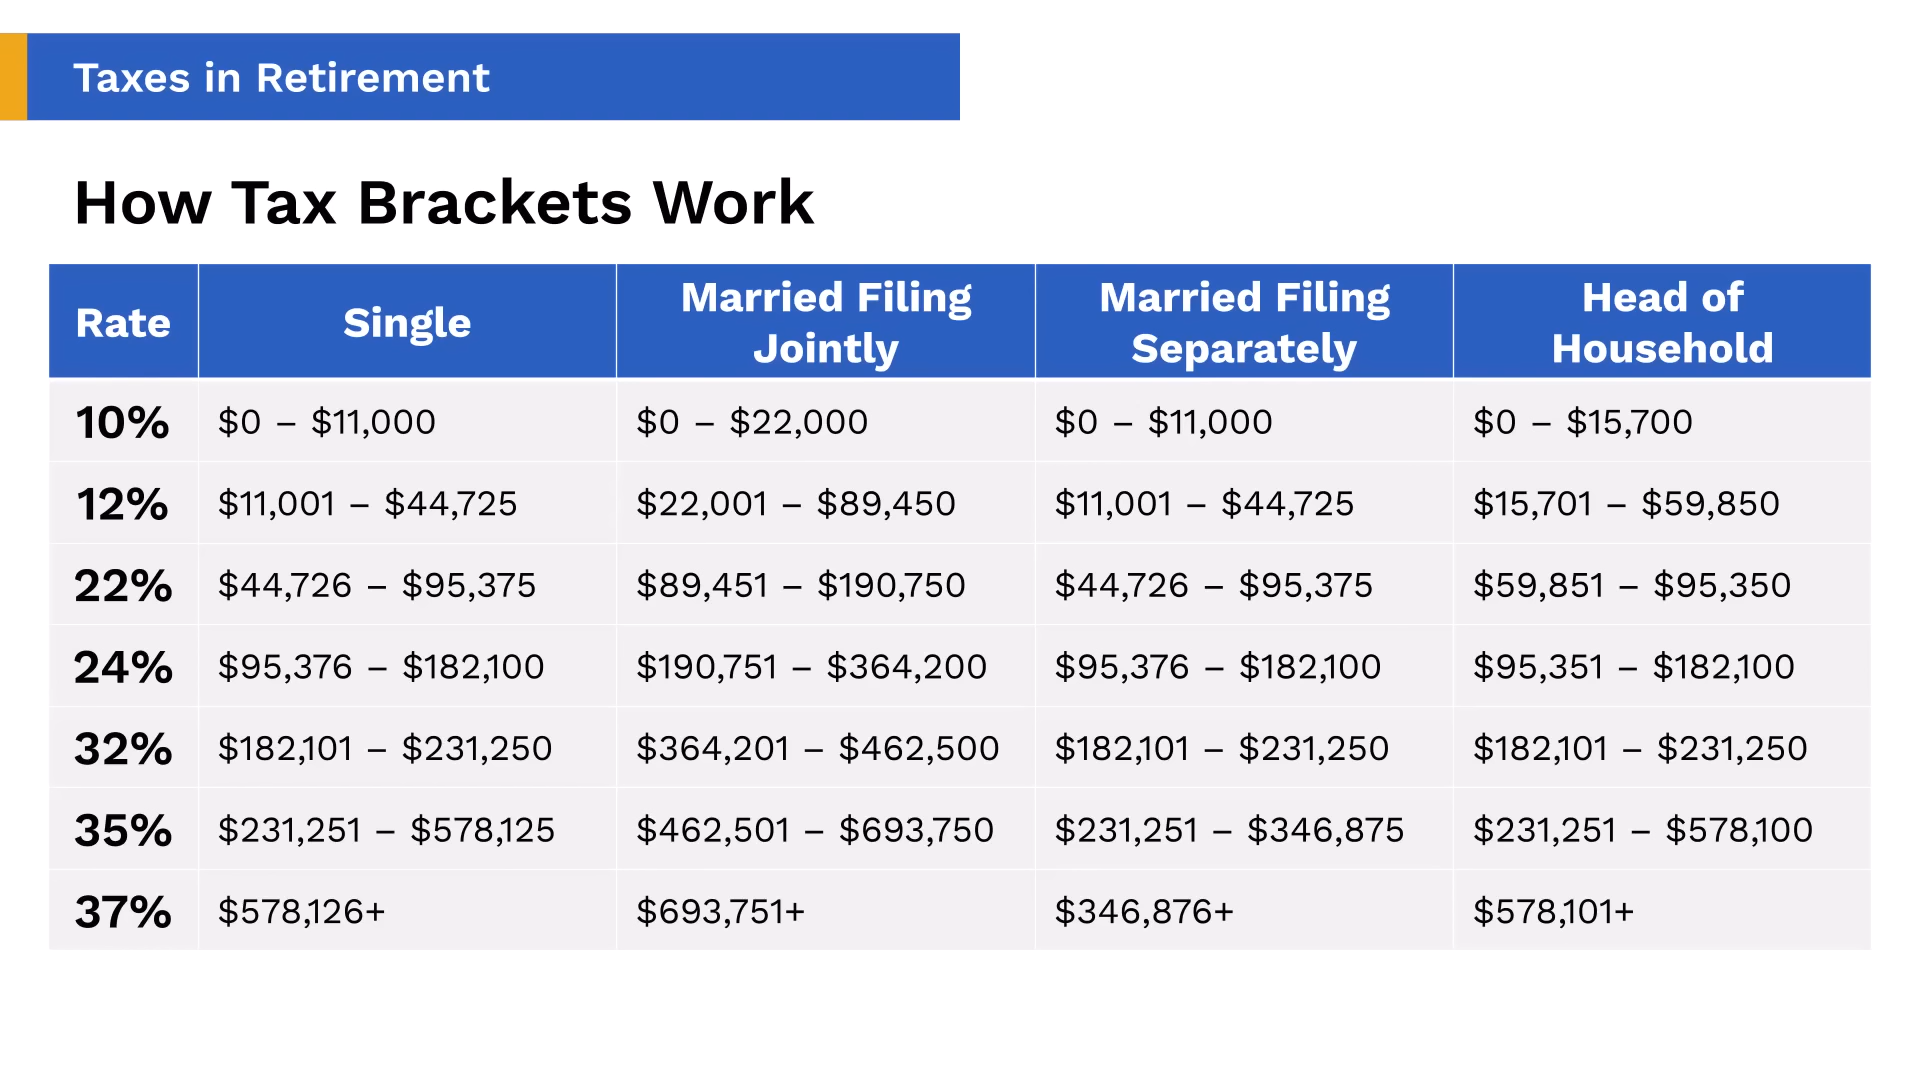 Taxes in Retirement
How Tax Brackets Work
Rate Single Married Filing Jointly Married Filing Separately Head of Household
10% $0 – $11,000 $0 – $22,000 $0 – $11,000 $0 – $15,700
12% $11,001 – $44,725 $22,001 – $89,450 $11,001 – $44,725 $15,701 – $59,850
22% $44,726 – $95,375 $89,451 – $190,750 $44,726 – $95,375 $59,851 – $95,350
24% $95,376 – $182,100 $190,751 – $364,200 $95,376 – $182,100 $95,351 – $182,100
32% $182,101 – $231,250 $364,201 – $462,500 $182,101 – $231,250 $182,101 – $231,250
35% $231,251 – $578,125 $462,501 – $693,750 $231,251 – $346,875 $231,251 – $578,100
37% $578,126+ $693,751+ $346,876+ $578,101+